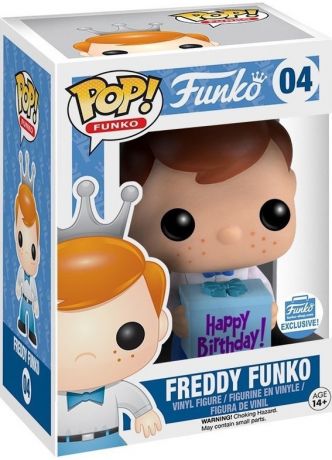 POP!
FUNKO
Funko
04
Happy
Birthday!
Funko
EXCLUSIVE!
FREDDY FUNKO
VINYL FIGURE / FIGURINE EN VINYLE /
FIGURA DE VINIL
WARNING! Choking Hazard.
May contain small parts.
AGE
14+
FREDDY FUNKO
04